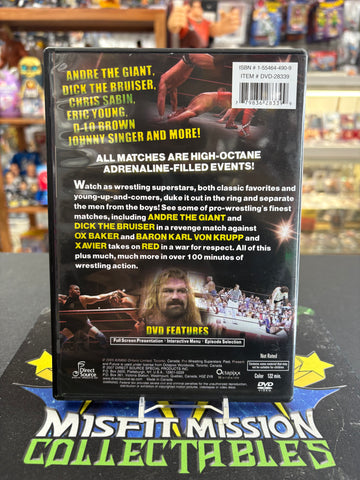 ISBN # 1-55464-490-9
ITEM # DVD-28339
ANDRE THE GIANT,
DICK THE BRUISER,
CHRIS SABIN,
ERIC YOUNG,
D-LO BROWN
JOHNNY SINGER AND MORE!
ALL MATCHES ARE HIGH-OCTANE
ADRENALINE-FILLED EVENTS!
Watch as wrestling superstars, both classic favorites and
young-up-and-comers, duke it out in the ring and separate
the men from the boys! See some of pro-wrestling's finest
matches, including ANDRE THE GIANT and
DICK THE BRUISER in a revenge match against
OX BAKER and BARON KARL VON KRUPP and
XAVIER takes on RED in a war for respect. All of this
plus much, much more in over 100 minutes of
wrestling action.
DVD FEATURES
Full Screen Presentation • Interactive Menu • Episode Selection
Direct
Source
Not Rated
Color 122 min.
DVD
VIDEO
MISFIT MISSION
COLLECTABLES